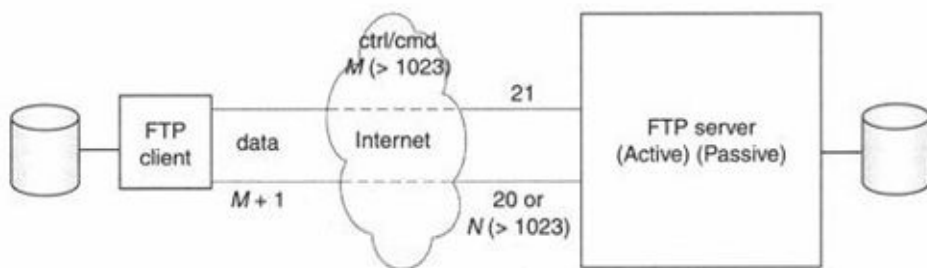 ctrl/cmd
M (> 1023)
21
FTP
client
data
Internet
FTP server
(Active) (Passive)
M + 1
20 or
N (> 1023)